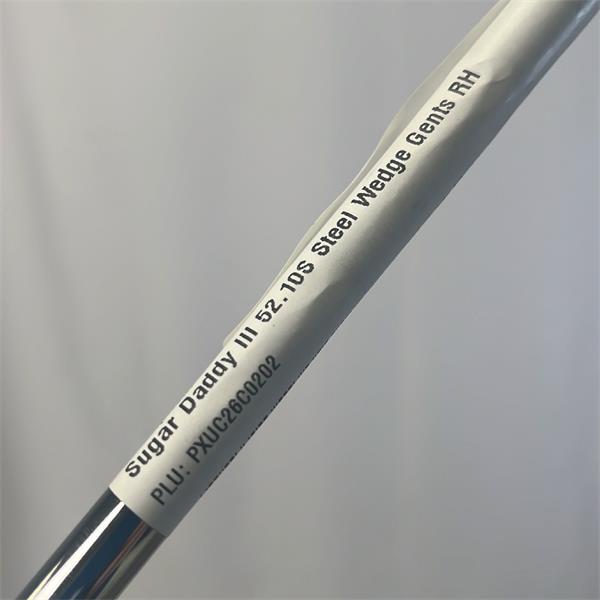 Sugar Daddy III 52.10S Steel Wedge Gents RH
PLU: PXUC26C0202